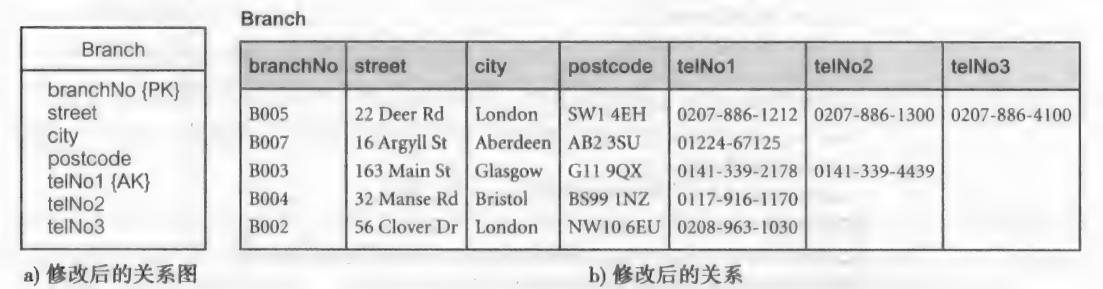 Branch
branchNo {PK}
street
city
postcode
telNo1 {AK}
telNo2
telNo3
a) 修改后的关系图
Branch
branchNo street city postcode telNo1 telNo2 telNo3
B005 22 Deer Rd London SW1 4EH 0207-886-1212 0207-886-1300 0207-886-4100
B007 16 Argyll St Aberdeen AB2 3SU 01224-67125
B003 163 Main St Glasgow G11 9QX 0141-339-2178 0141-339-4439
B004 32 Manse Rd Bristol BS99 1NZ 0117-916-1170
B002 56 Clover Dr London NW10 6EU 0208-963-1030
b) 修改后的关系